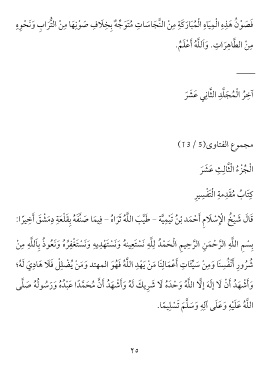 فَصَوْنُ هَذِهِ الْمِيَاهِ الْمُبَارَكَةِ مِنْ النَّجَاسَاتِ مُتَوَجِّهٌ بِخِلَافِ صَوْنِهَا مِنْ التُّرَابِ وَنَحْوِهِ
مِنْ الطَّاهِرَاتِ. وَاَللَّهُ أَعْلَمُ.
آخِرُ الْمُجَلَّدِ الثَّانِي عَشَرَ
مجموع الفتاوى (5 / 13)
الْجُزْءُ الثَّالِثَ عَشَرَ
كِتَابُ مُقَدِمةِ الْتَفْسِيرِ
قَالَ شَيْخُ الْإِسْلَامِ أَحْمَد بْنُ تَيْمِيَّة – طَيَّبَ اللَّهُ ثَرَاهُ – فِيمَا صَنَّفَهُ بِقَلْعَةِ دِمَشْقَ أَخِيرًا:
بِسْمِ اللَّهِ الرَّحْمَنِ الرَّحِيمِ الْحَمْدُ لِلَّهِ نَسْتَعِينُهُ وَنَسْتَهْدِيهِ وَنَسْتَغْفِرُهُ وَنَعُوذُ بِاَللَّهِ مِنْ
شُرُورِ أَنْفُسِنَا وَمِنْ سَيِّئَاتِ أَعْمَالِنَا مَنْ يَهْدِ اللَّهُ فَهُوَ المهتد وَمَنْ يُضْلِلْ فَلَا هَادِيَ لَهُ؛
وَأَشْهَدُ أَنْ لَا إلَهَ إلَّا اللَّهُ وَحْدَهُ لَا شَرِيكَ لَهُ وَأَشْهَدُ أَنَّ مُحَمَّدًا عَبْدُهُ وَرَسُولُهُ صَلَّى
اللَّهُ عَلَيْهِ وَعَلَى آلِهِ وَسَلَّمَ تَسْلِيمًا.
٢٥